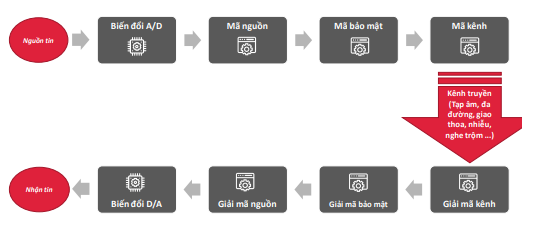 Nguồn tin
Biến đổi A/D
Mã nguồn
Mã bảo mật
Mã kênh
Kênh truyền
(Tạp âm, đa
đường, giao
thoa, nhiễu,
nghe trộm ...)
Nhận tin
Biến đổi D/A
Giải mã nguồn
Giải mã bảo mật
Giải mã kênh